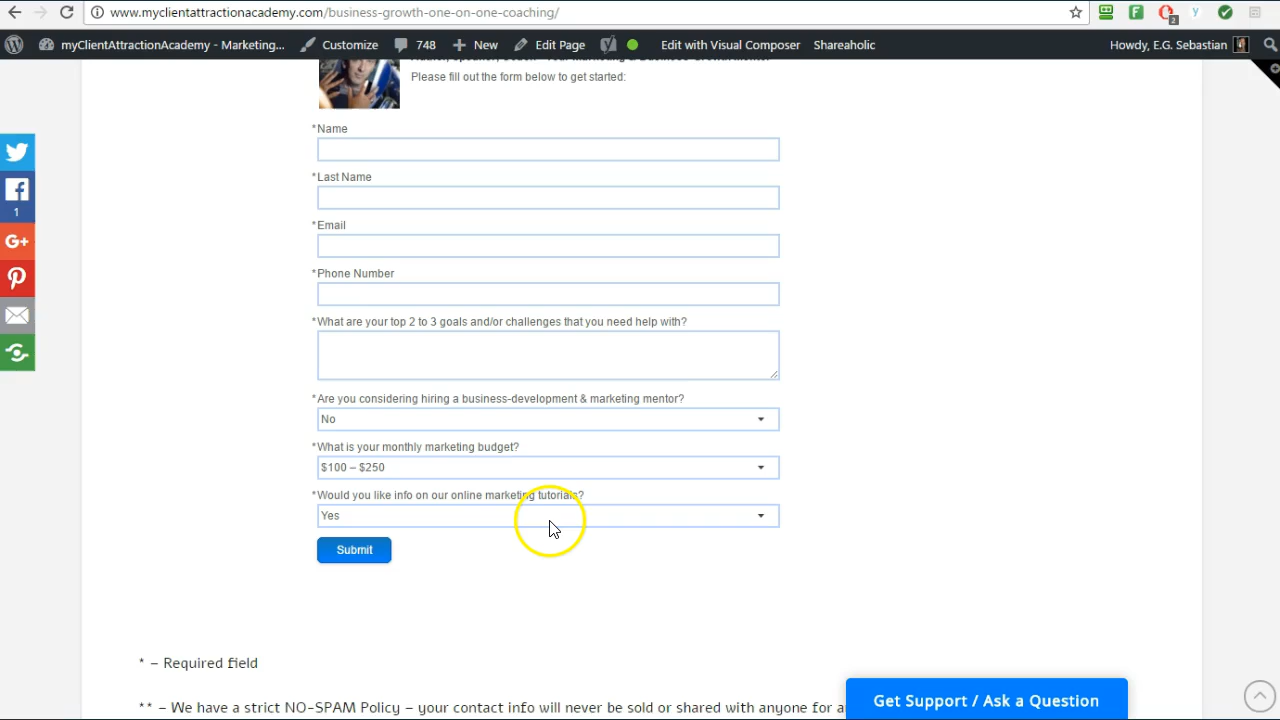 www.myclientattractionacademy.com/business-growth-one-on-one-coaching/
2
myClientAttractionAcademy - Marketing... Customize 748 New Edit Page Edit with Visual Composer Shareaholic Howdy, E.G. Sebastian
Please fill out the form below to get started:
*Name
*Last Name
*Email
1
G+
*Phone Number
*What are your top 2 to 3 goals and/or challenges that you need help with?
*Are you considering hiring a business-development & marketing mentor?
No
*What is your monthly marketing budget?
$100 – $250
*Would you like info on our online marketing tutorials?
Yes
Submit
* – Required field
** – We have a strict NO-SPAM Policy – your contact info will never be sold or shared with anyone for a
Get Support / Ask a Question